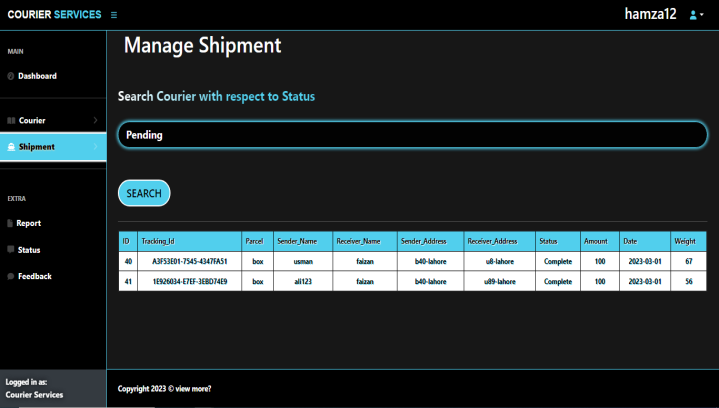 COURIER SERVICES
hamza12
MAIN
Dashboard
Courier
Shipment
EXTRA
Report
Status
Feedback
Logged in as:
Courier Services
Manage Shipment
Search Courier with respect to Status
Pending
SEARCH
ID Tracking_Id Parcel Sender_Name Receiver_Name Sender_Address Receiver_Address Status Amount Date Weight
40 A3F53E01-7545-4347FA51 box usman faizan b40-lahore u8-lahore Complete 100 2023-03-01 67
41 1E926034-E7EF-3EBD74E9 box ali123 faizan b40-lahore u89-lahore Complete 100 2023-03-01 56
Copyright 2023 © view more?